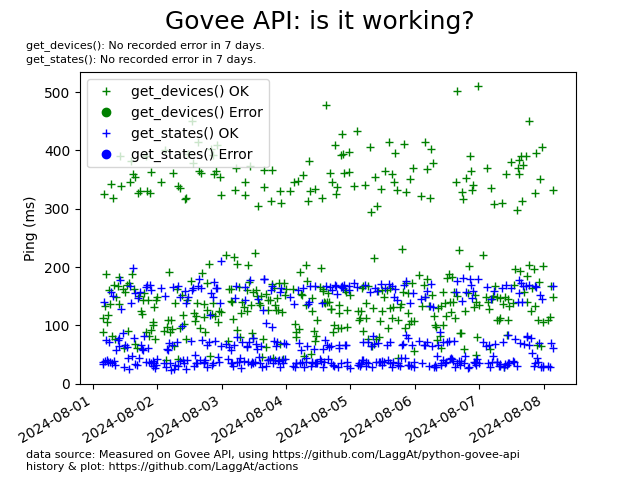 Govee API: is it working?
get_devices(): No recorded error in 7 days.
get_states(): No recorded error in 7 days.
get_devices() OK
get_devices() Error
get_states() OK
get_states() Error
Ping (ms)
500
400
300
200
100
0
2024-08-01
2024-08-02
2024-08-03
2024-08-04
2024-08-05
2024-08-06
2024-08-07
2024-08-08
data source: Measured on Govee API, using https://github.com/LaggAt/python-govee-api
history & plot: https://github.com/LaggAt/actions